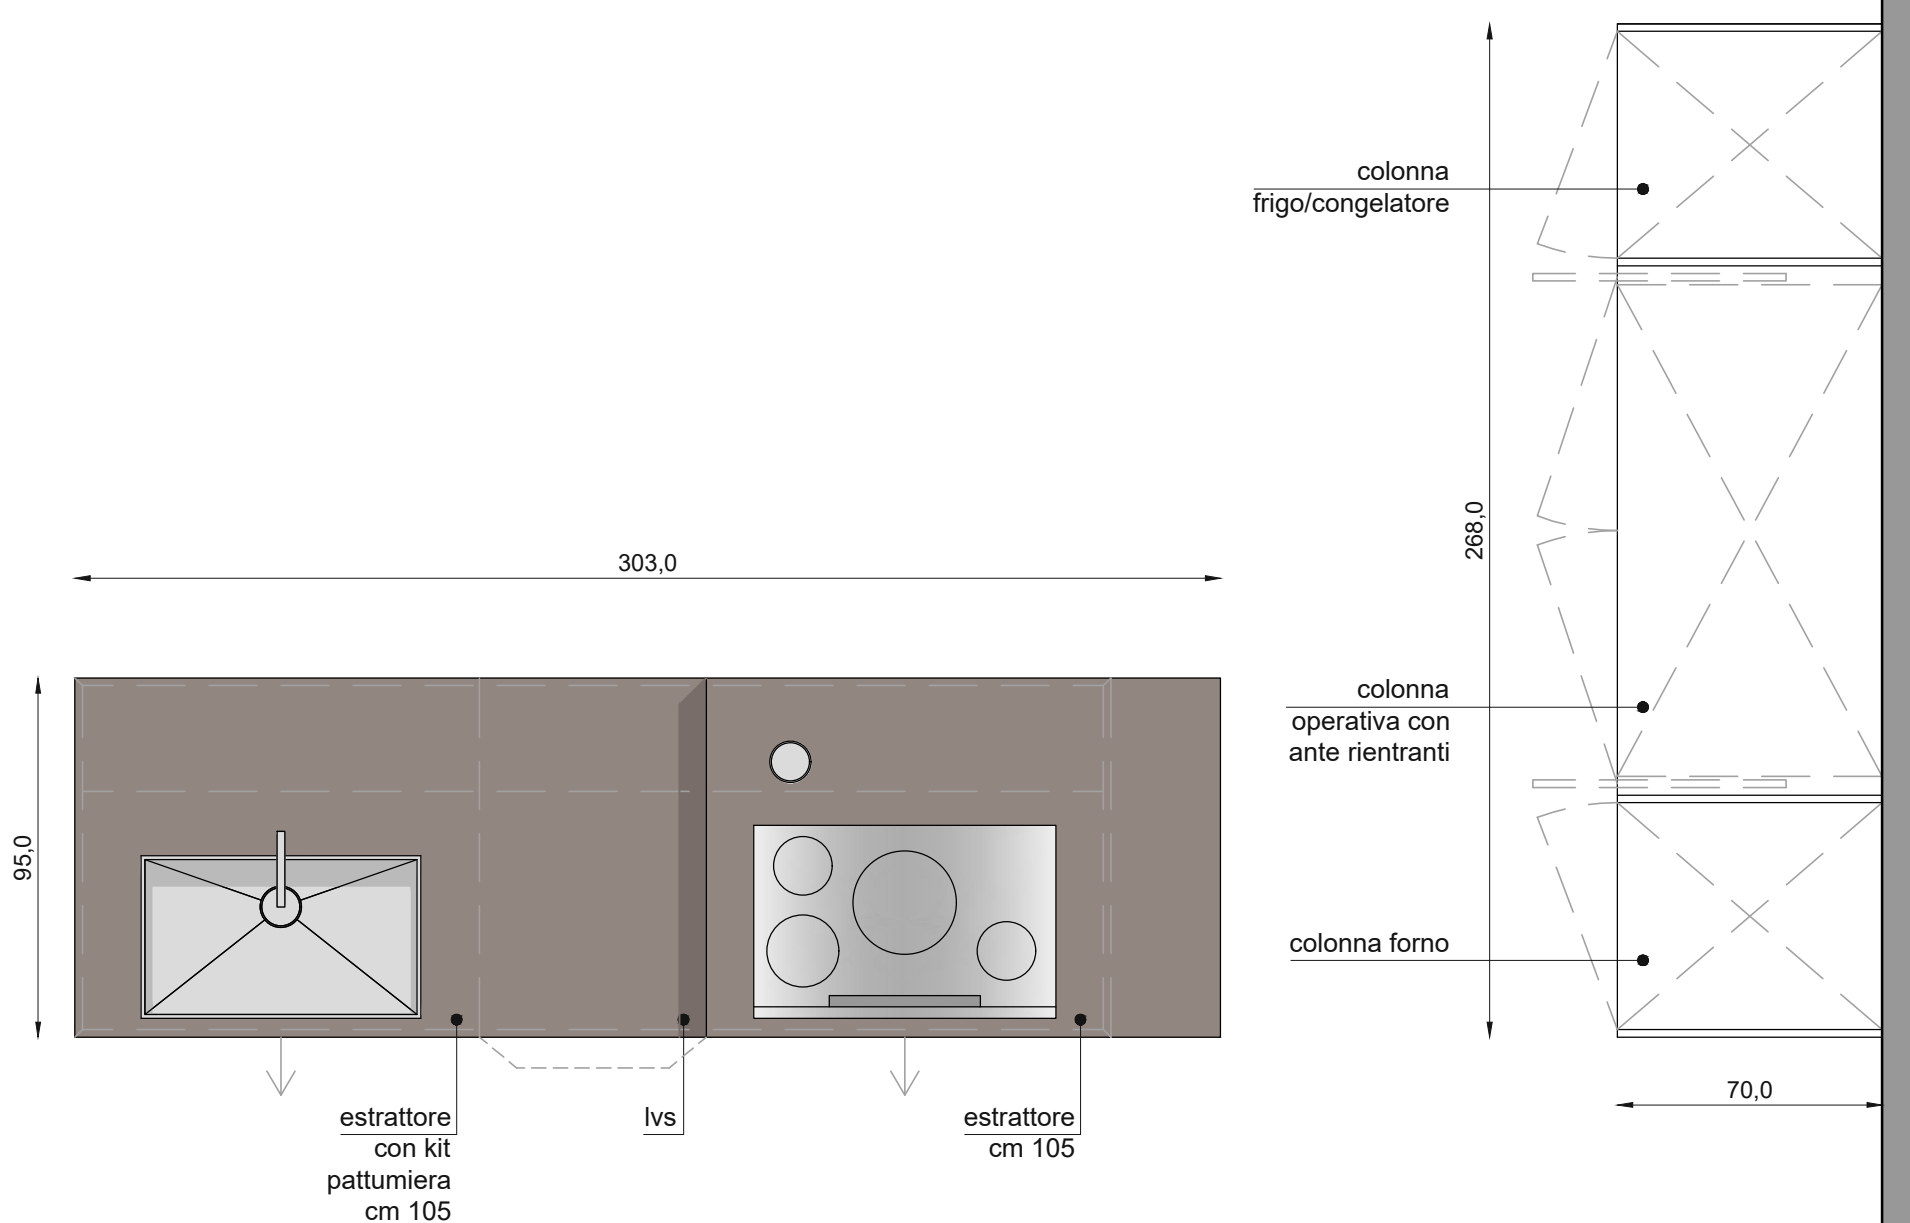 colonna
frigo/congelatore
268,0
303,0
colonna
operativa con
ante rientranti
95,0
colonna forno
70,0
estrattore
con kit
pattumiera
cm 105
lvs
estrattore
cm 105